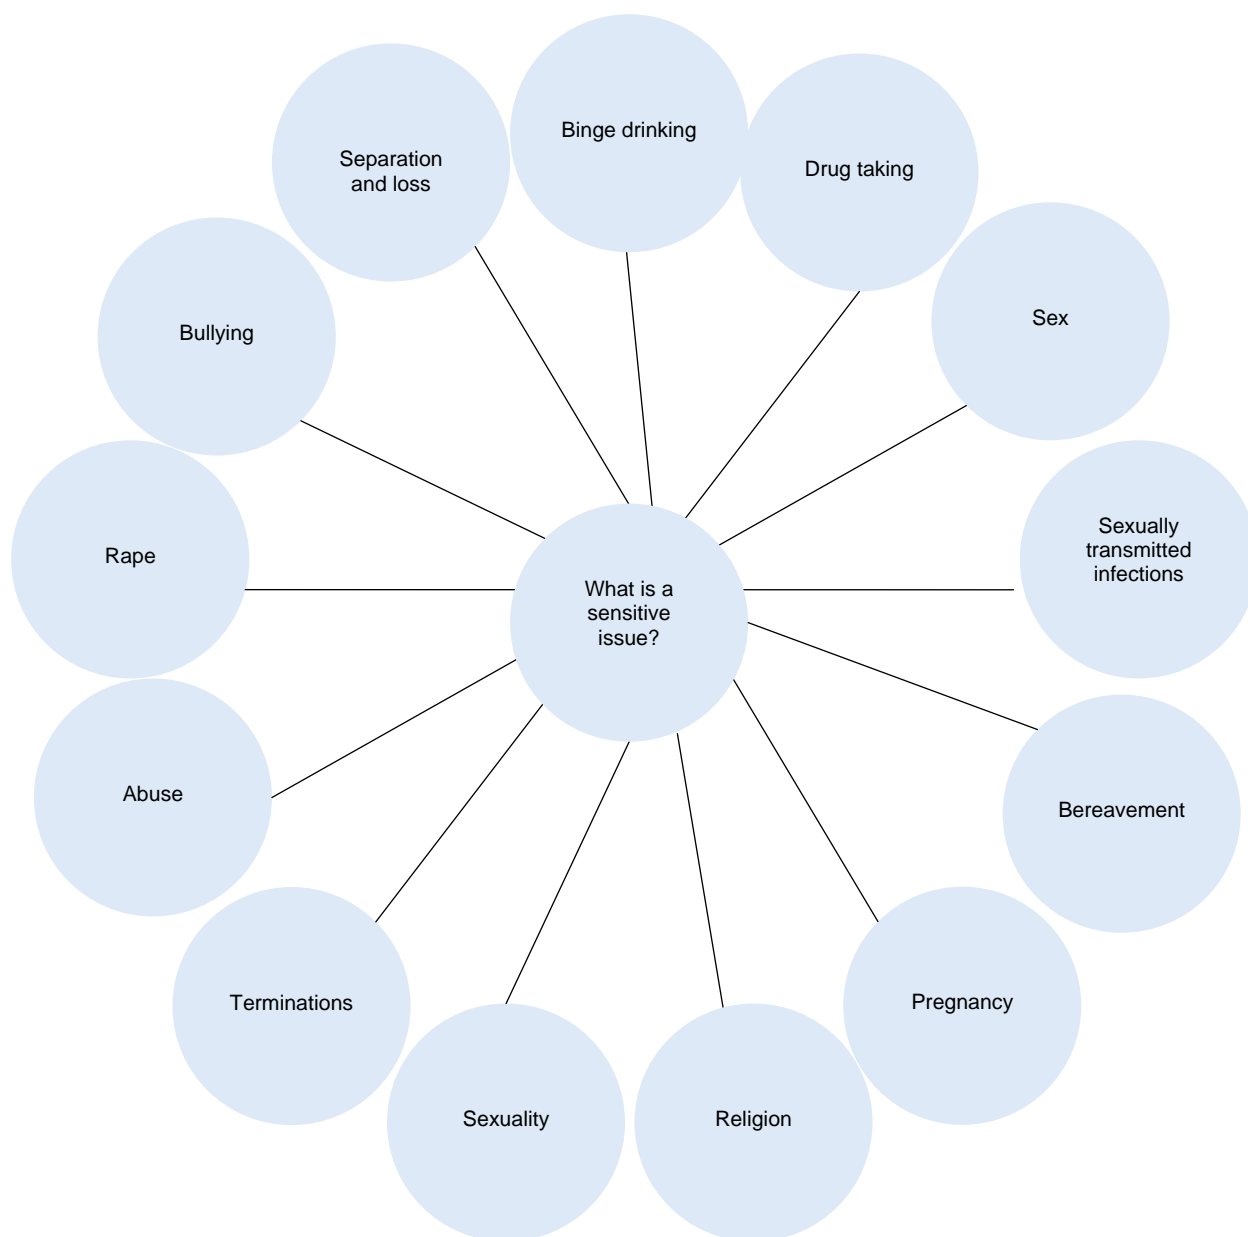 Binge drinking
Separation
and loss
Drug taking
Bullying
Sex
Rape
Sexually
transmitted
infections
What is a
sensitive
issue?
Abuse
Bereavement
Terminations
Pregnancy
Sexuality
Religion